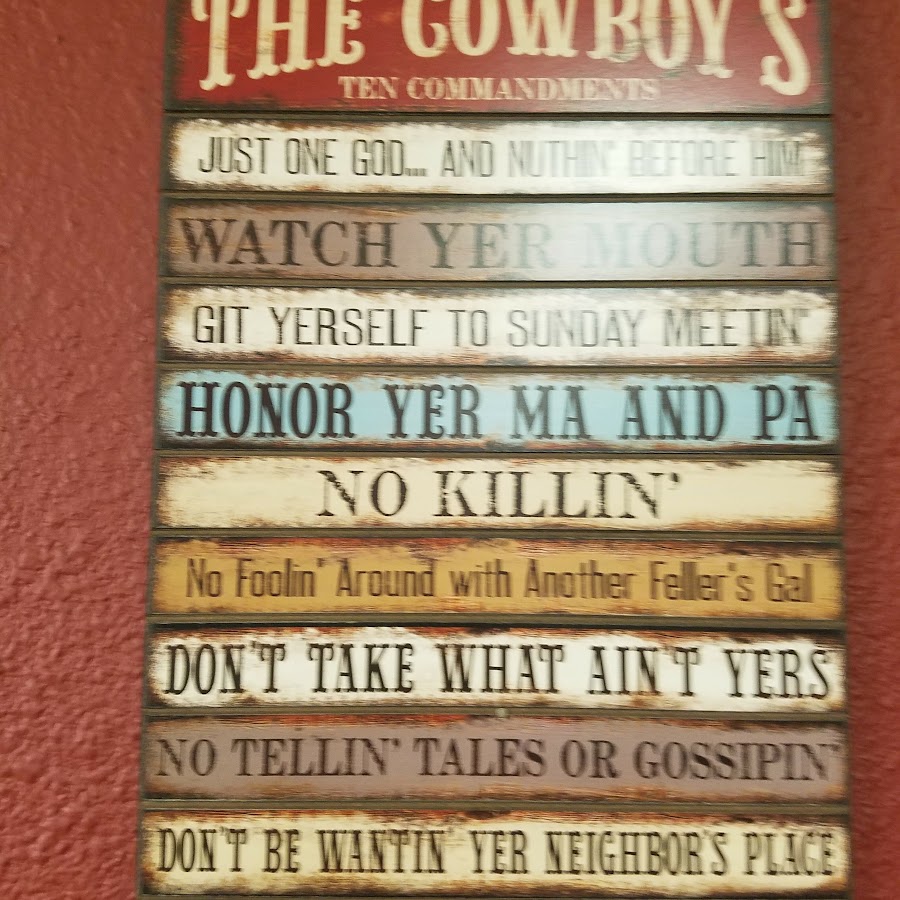 THE COWBOY'S
TEN COMMANDMENTS
JUST ONE GOD... AND NUTHIN' BEFORE HIM
WATCH YER MOUTH
GIT YERSELF TO SUNDAY MEETIN'
HONOR YER MA AND PA
NO KILLIN'
No Foolin' Around with Another Feller's Gal
DON'T TAKE WHAT AIN'T YERS
NO TELLIN' TALES OR GOSSIPIN'
DON'T BE WANTIN' YER NEIGHBOR'S PLACE